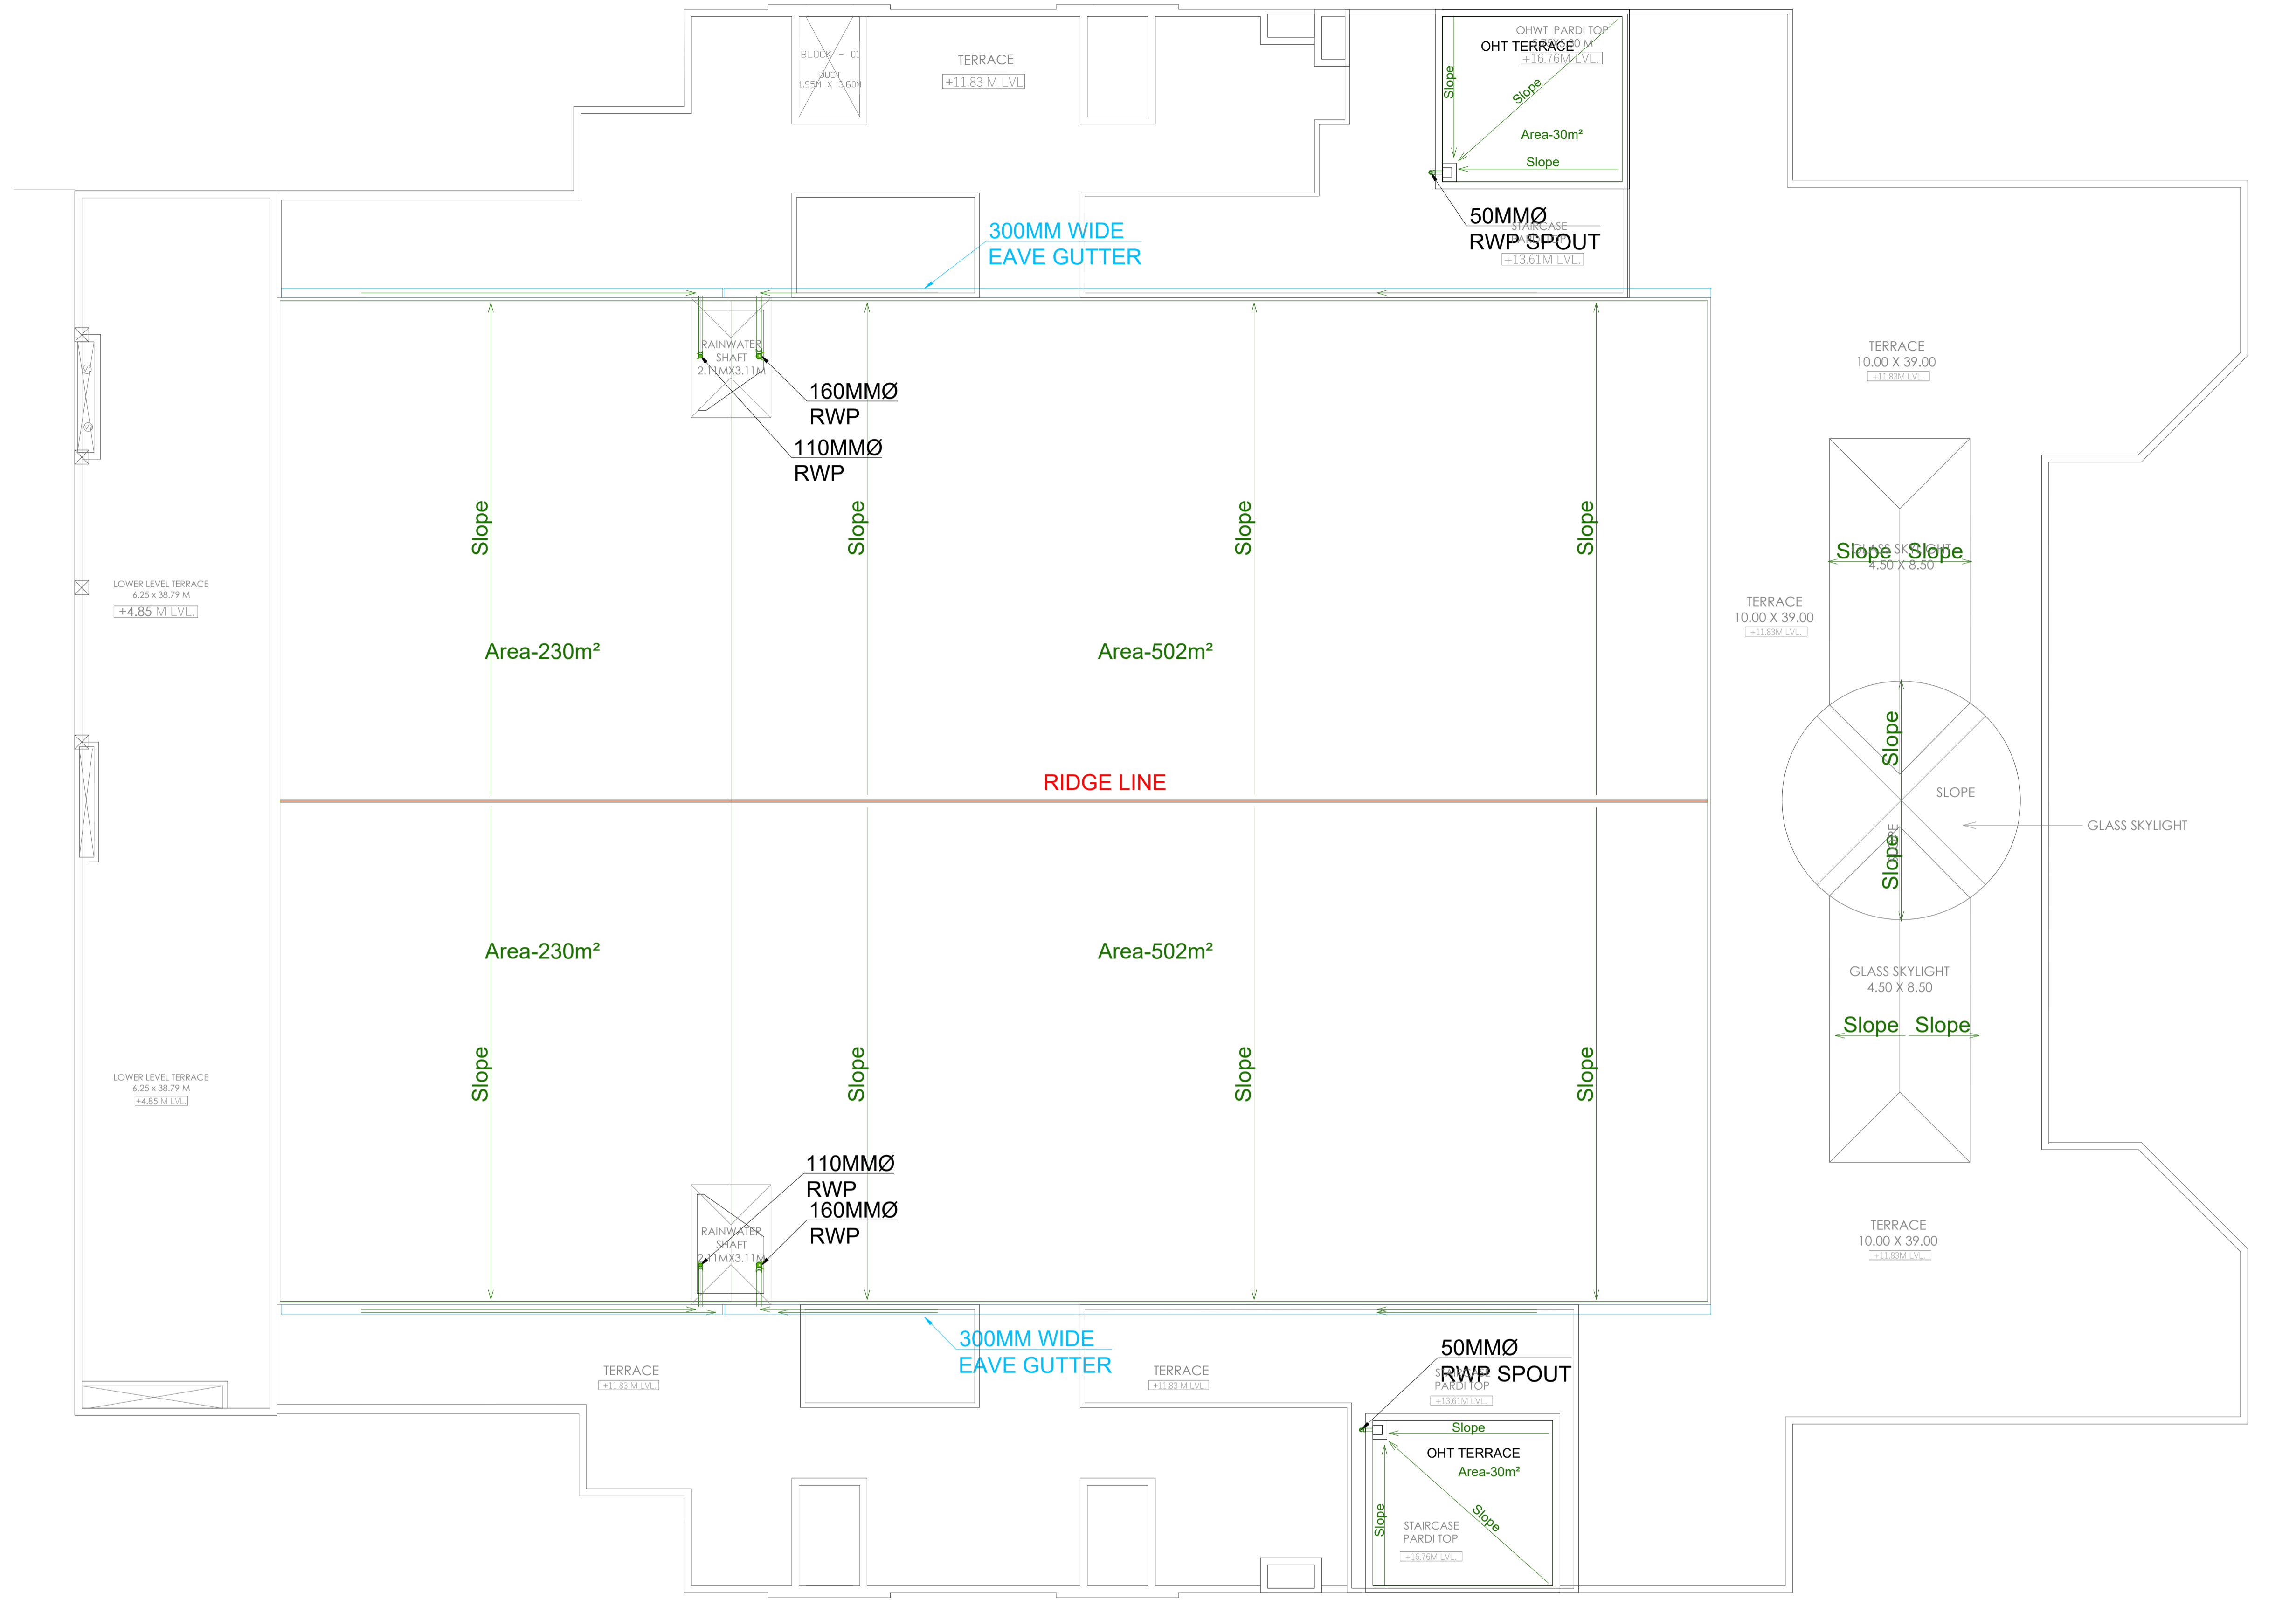 BLOCK - 01
DUCT
1.95M X 3.60M
TERRACE
+11.83 M LVL.
OHWT PARDI TOP
OHT TERRACE
+16.76M LVL.
Slope
Slope
Area-30m²
Slope
50MMØ
RWP SPOUT
STAIRCASE
PARDI TOP
+13.61M LVL.
300MM WIDE
EAVE GUTTER
RAINWATER
SHAFT
2.11MX3.11M
160MMØ
RWP
110MMØ
RWP
TERRACE
10.00 X 39.00
+11.83M LVL.
Slope
Slope
Slope
Slope
Slope Slope
GLASS SKYLIGHT
4.50 X 8.50
LOWER LEVEL TERRACE
6.25 x 38.79 M
+4.85 M LVL.
TERRACE
10.00 X 39.00
+11.83M LVL.
Area-230m²
Area-502m²
Slope
RIDGE LINE
SLOPE
GLASS SKYLIGHT
Slope
Area-230m²
Area-502m²
GLASS SKYLIGHT
4.50 X 8.50
Slope Slope
LOWER LEVEL TERRACE
6.25 x 38.79 M
+4.85 M LVL.
Slope
Slope
Slope
Slope
110MMØ
RWP
160MMØ
RWP
RAINWATER
SHAFT
2.11MX3.11M
TERRACE
10.00 X 39.00
+11.83M LVL.
300MM WIDE
EAVE GUTTER
TERRACE
+11.83 M LVL.
TERRACE
+11.83 M LVL.
50MMØ
RWP SPOUT
STAIRCASE
PARDI TOP
+13.61M LVL.
Slope
OHT TERRACE
Area-30m²
Slope
Slope
STAIRCASE
PARDI TOP
+16.76M LVL.